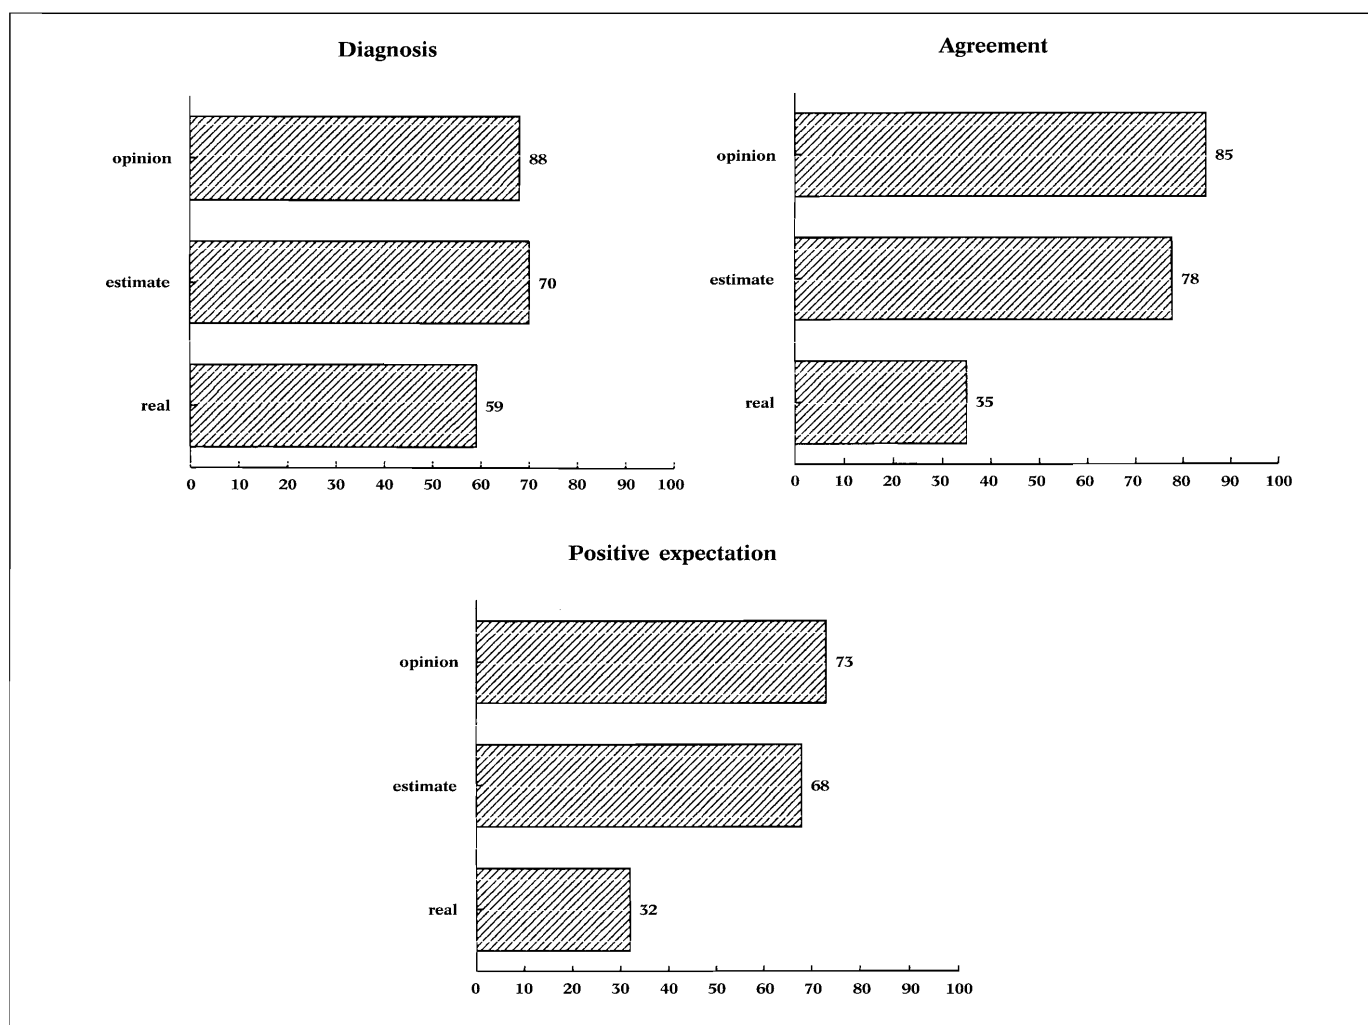 Diagnosis
opinion 88
estimate 70
real 59
0 10 20 30 40 50 60 70 80 90 100
Agreement
opinion 85
estimate 78
real 35
0 10 20 30 40 50 60 70 80 90 100
Positive expectation
opinion 73
estimate 68
real 32
0 10 20 30 40 50 60 70 80 90 100